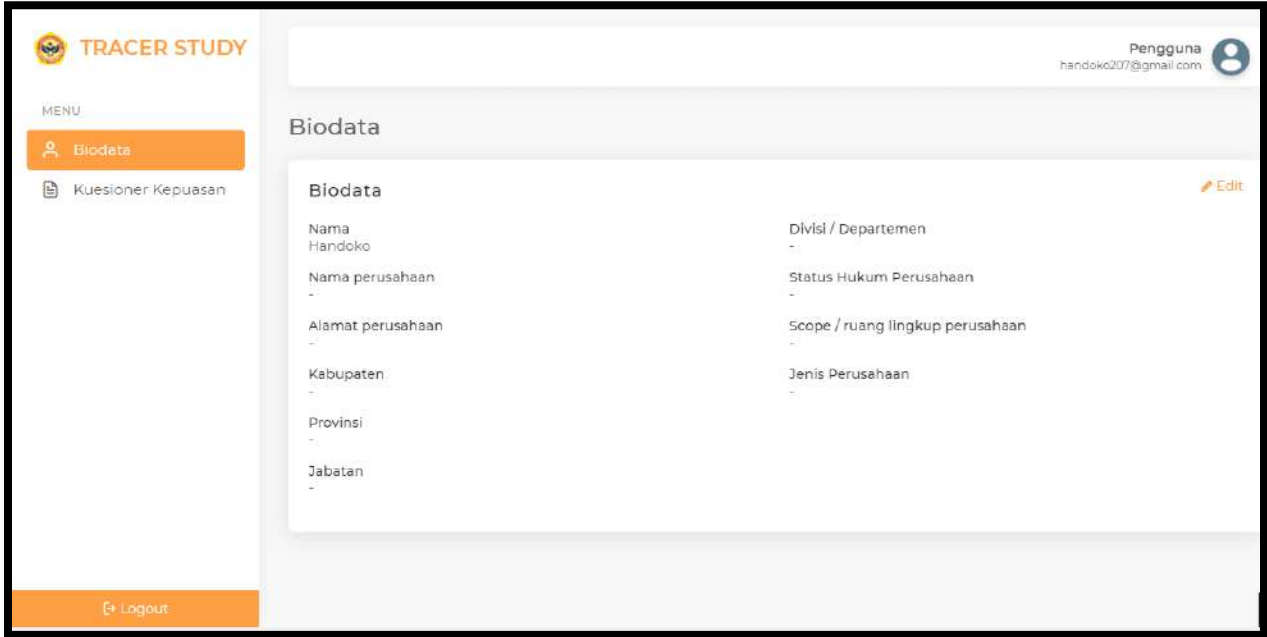 TRACER STUDY
Pengguna
handoko207@gmail.com
MENU
Biodata
Kuesioner Kepuasan
Logout
Biodata
Biodata
Edit
Nama
Handoko
Nama perusahaan
-
Alamat perusahaan
-
Kabupaten
-
Provinsi
-
Jabatan
-
Divisi / Departemen
-
Status Hukum Perusahaan
-
Scope / ruang lingkup perusahaan
-
Jenis Perusahaan
-